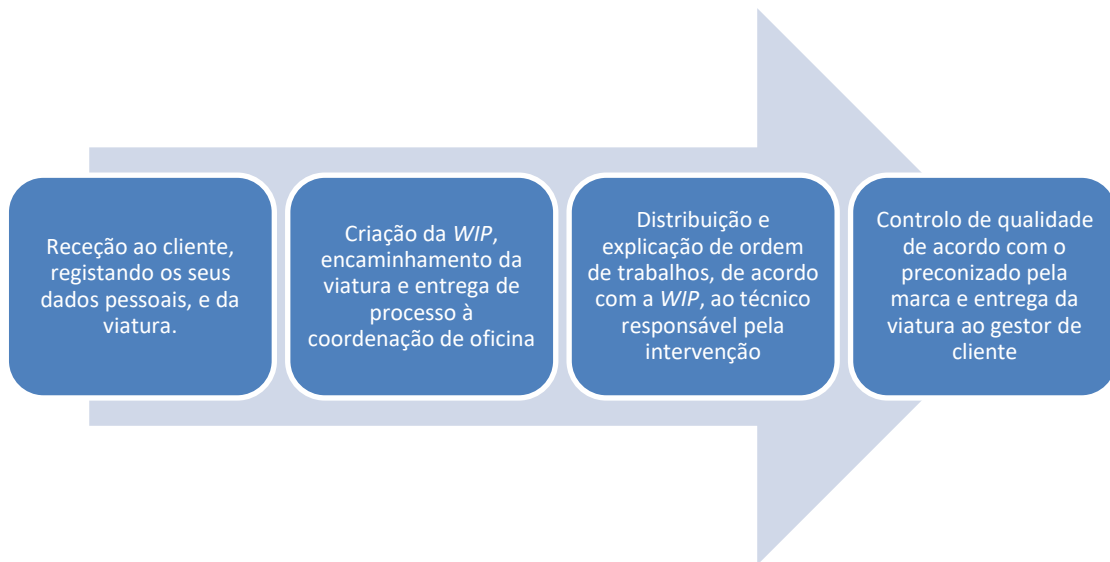 Receção ao cliente,
registando os seus
dados pessoais, e da
viatura.
Criação da WIP,
encaminhamento da
viatura e entrega de
processo à
coordenação de oficina
Distribuição e
explicação de ordem
de trabalhos, de acordo
com a WIP, ao técnico
responsável pela
intervenção
Controlo de qualidade
de acordo com o
preconizado pela
marca e entrega da
viatura ao gestor de
cliente